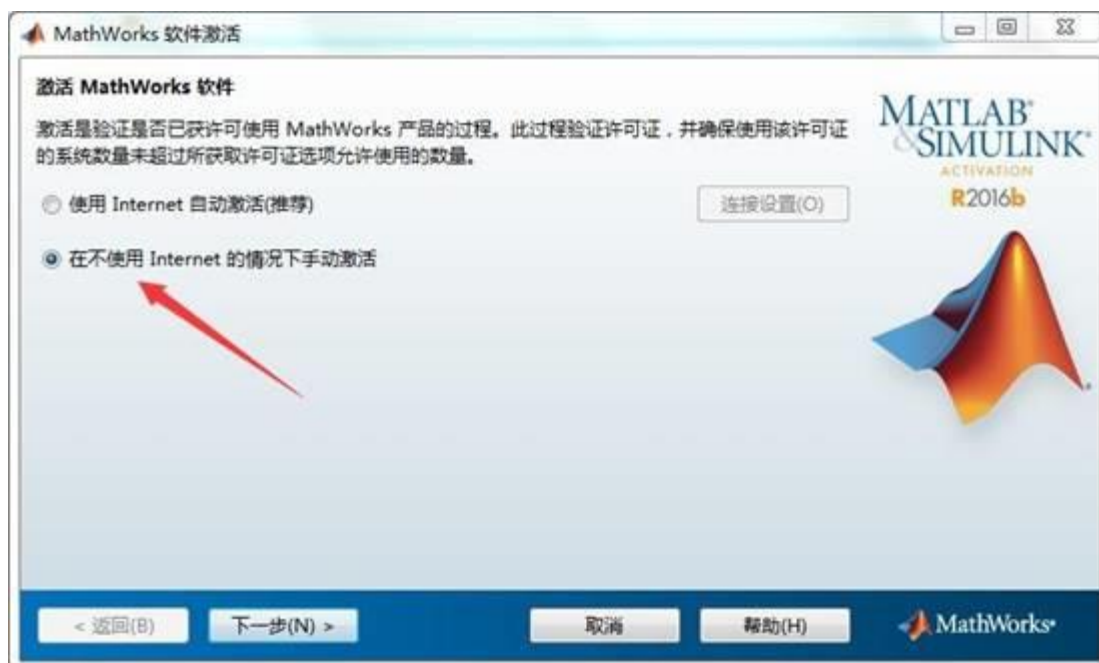 MathWorks 软件激活
激活 MathWorks 软件
激活是验证是否已获许可使用 MathWorks 产品的过程。此过程验证许可证，并确保使用该许可证
的系统数量未超过所获取许可证选项允许使用的数量。
使用 Internet 自动激活(推荐)
连接设置(O)
在不使用 Internet 的情况下手动激活
MATLAB®
&SIMULINK®
ACTIVATION
R2016b
< 返回(B)
下一步(N) >
取消
帮助(H)
MathWorks®